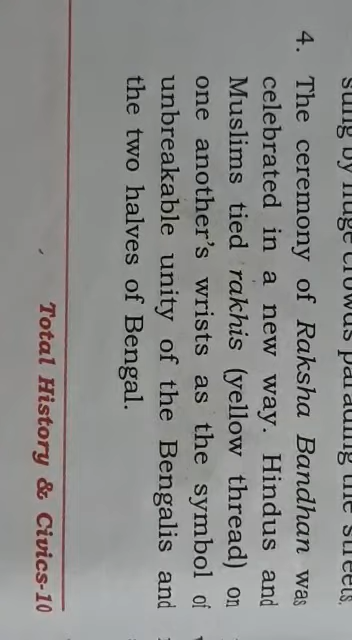 sung by huge crowds parading the streets.
4. The ceremony of Raksha Bandhan was
celebrated in a new way. Hindus and
Muslims tied rakhis (yellow thread) on
one another's wrists as the symbol of
unbreakable unity of the Bengalis and
the two halves of Bengal.
Total History & Civics-10